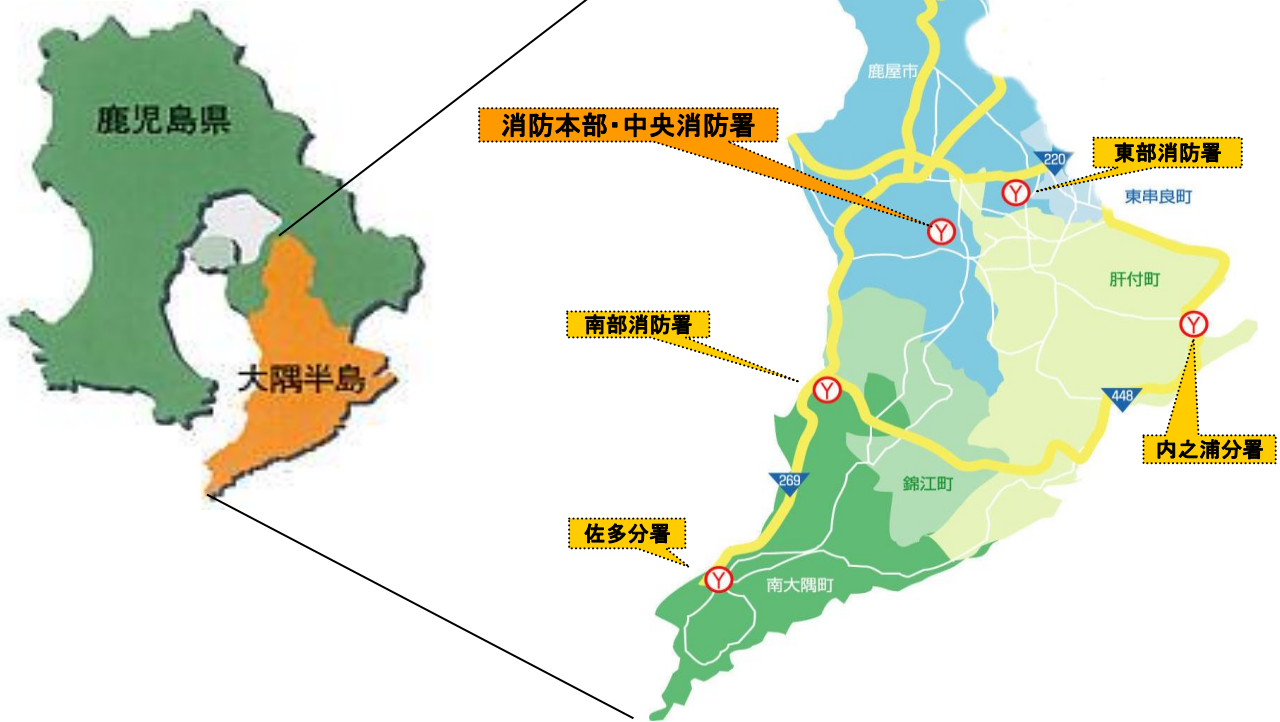 鹿児島県
大隅半島
鹿屋市
消防本部・中央消防署
220
東部消防署
東串良町
肝付町
南部消防署
448
内之浦分署
269
錦江町
佐多分署
南大隅町
Y
Y
Y
Y
Y